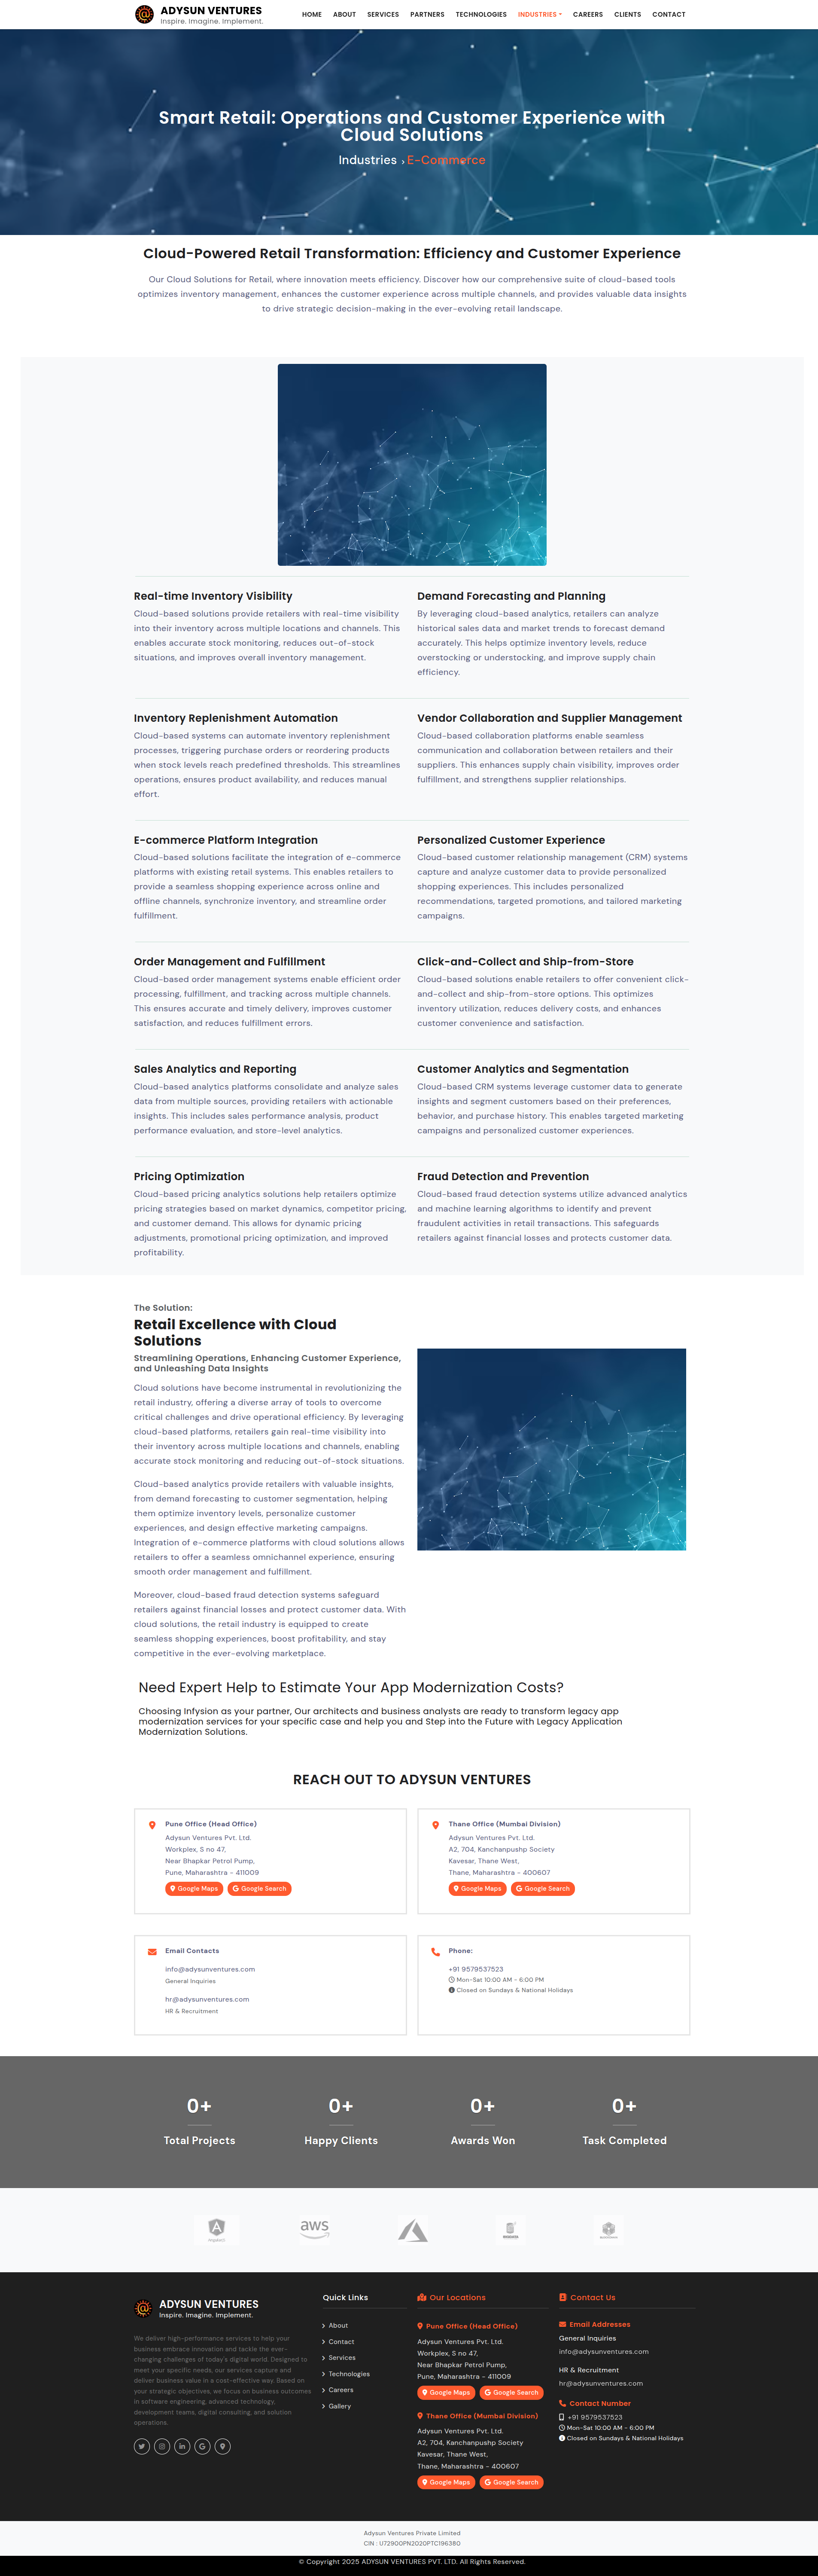 ADYSUN VENTURES
Inspire. Imagine. Implement.
HOME ABOUT SERVICES PARTNERS TECHNOLOGIES INDUSTRIES CAREERS CLIENTS CONTACT
Smart Retail: Operations and Customer Experience with
Cloud Solutions
Industries › E-Commerce
Cloud-Powered Retail Transformation: Efficiency and Customer Experience
Our Cloud Solutions for Retail, where innovation meets efficiency. Discover how our comprehensive suite of cloud-based tools
optimizes inventory management, enhances the customer experience across multiple channels, and provides valuable data insights
to drive strategic decision-making in the ever-evolving retail landscape.
Real-time Inventory Visibility
Cloud-based solutions provide retailers with real-time visibility
into their inventory across multiple locations and channels. This
enables accurate stock monitoring, reduces out-of-stock
situations, and improves overall inventory management.
Demand Forecasting and Planning
By leveraging cloud-based analytics, retailers can analyze
historical sales data and market trends to forecast demand
accurately. This helps optimize inventory levels, reduce
overstocking or understocking, and improve supply chain
efficiency.
Inventory Replenishment Automation
Cloud-based systems can automate inventory replenishment
processes, triggering purchase orders or reordering products
when stock levels reach predefined thresholds. This streamlines
operations, ensures product availability, and reduces manual
effort.
Vendor Collaboration and Supplier Management
Cloud-based collaboration platforms enable seamless
communication and collaboration between retailers and their
suppliers. This enhances supply chain visibility, improves order
fulfillment, and strengthens supplier relationships.
E-commerce Platform Integration
Cloud-based solutions facilitate the integration of e-commerce
platforms with existing retail systems. This enables retailers to
provide a seamless shopping experience across online and
offline channels, synchronize inventory, and streamline order
fulfillment.
Personalized Customer Experience
Cloud-based customer relationship management (CRM) systems
capture and analyze customer data to provide personalized
shopping experiences. This includes personalized
recommendations, targeted promotions, and tailored marketing
campaigns.
Order Management and Fulfillment
Cloud-based order management systems enable efficient order
processing, fulfillment, and tracking across multiple channels.
This ensures accurate and timely delivery, improves customer
satisfaction, and reduces fulfillment errors.
Click-and-Collect and Ship-from-Store
Cloud-based solutions enable retailers to offer convenient click-
and-collect and ship-from-store options. This optimizes
inventory utilization, reduces delivery costs, and enhances
customer convenience and satisfaction.
Sales Analytics and Reporting
Cloud-based analytics platforms consolidate and analyze sales
data from multiple sources, providing retailers with actionable
insights. This includes sales performance analysis, product
performance evaluation, and store-level analytics.
Customer Analytics and Segmentation
Cloud-based CRM systems leverage customer data to generate
insights and segment customers based on their preferences,
behavior, and purchase history. This enables targeted marketing
campaigns and personalized customer experiences.
Pricing Optimization
Cloud-based pricing analytics solutions help retailers optimize
pricing strategies based on market dynamics, competitor pricing,
and customer demand. This allows for dynamic pricing
adjustments, promotional pricing optimization, and improved
profitability.
Fraud Detection and Prevention
Cloud-based fraud detection systems utilize advanced analytics
and machine learning algorithms to identify and prevent
fraudulent activities in retail transactions. This safeguards
retailers against financial losses and protects customer data.
The Solution:
Retail Excellence with Cloud
Solutions
Streamlining Operations, Enhancing Customer Experience,
and Unleashing Data Insights
Cloud solutions have become instrumental in revolutionizing the
retail industry, offering a diverse array of tools to overcome
critical challenges and drive operational efficiency. By leveraging
cloud-based platforms, retailers gain real-time visibility into
their inventory across multiple locations and channels, enabling
accurate stock monitoring and reducing out-of-stock situations.
Cloud-based analytics provide retailers with valuable insights,
from demand forecasting to customer segmentation, helping
them optimize inventory levels, personalize customer
experiences, and design effective marketing campaigns.
Integration of e-commerce platforms with cloud solutions allows
retailers to offer a seamless omnichannel experience, ensuring
smooth order management and fulfillment.
Moreover, cloud-based fraud detection systems safeguard
retailers against financial losses and protect customer data. With
cloud solutions, the retail industry is equipped to create
seamless shopping experiences, boost profitability, and stay
competitive in the ever-evolving marketplace.
Need Expert Help to Estimate Your App Modernization Costs?
Choosing Infysion as your partner, Our architects and business analysts are ready to transform legacy app
modernization services for your specific case and help you and Step into the Future with Legacy Application
Modernization Solutions.
REACH OUT TO ADYSUN VENTURES
Pune Office (Head Office)
Adysun Ventures Pvt. Ltd.
Workplex, S no 47,
Near Bhapkar Petrol Pump,
Pune, Maharashtra - 411009
Google Maps Google Search
Thane Office (Mumbai Division)
Adysun Ventures Pvt. Ltd.
A2, 704, Kanchanpushp Society
Kavesar, Thane West,
Thane, Maharashtra - 400607
Google Maps Google Search
Email Contacts
info@adysunventures.com
General Inquiries
hr@adysunventures.com
HR & Recruitment
Phone:
+91 9579537523
Mon-Sat 10:00 AM - 6:00 PM
Closed on Sundays & National Holidays
0+ 0+ 0+ 0+
Total Projects Happy Clients Awards Won Task Completed
aws
ADYSUN VENTURES
Inspire. Imagine. Implement.
We deliver high-performance services to help your
business embrace innovation and tackle the ever-
changing challenges of today's digital world. Designed to
meet your specific needs, our services capture and
deliver business value in a cost-effective way. Based on
your strategic objectives, we focus on business outcomes
in software engineering, advanced technology,
development teams, digital consulting, and solution
operations.
Quick Links
About
Contact
Services
Technologies
Careers
Gallery
Our Locations
Pune Office (Head Office)
Adysun Ventures Pvt. Ltd.
Workplex, S no 47,
Near Bhapkar Petrol Pump,
Pune, Maharashtra - 411009
Google Maps Google Search
Thane Office (Mumbai Division)
Adysun Ventures Pvt. Ltd.
A2, 704, Kanchanpushp Society
Kavesar, Thane West,
Thane, Maharashtra - 400607
Google Maps Google Search
Contact Us
Email Addresses
General Inquiries
info@adysunventures.com
HR & Recruitment
hr@adysunventures.com
Contact Number
+91 9579537523
Mon-Sat 10:00 AM - 6:00 PM
Closed on Sundays & National Holidays
Adysun Ventures Private Limited
CIN : U72900PN2020PTC196380
© Copyright 2025 ADYSUN VENTURES PVT. LTD. All Rights Reserved.